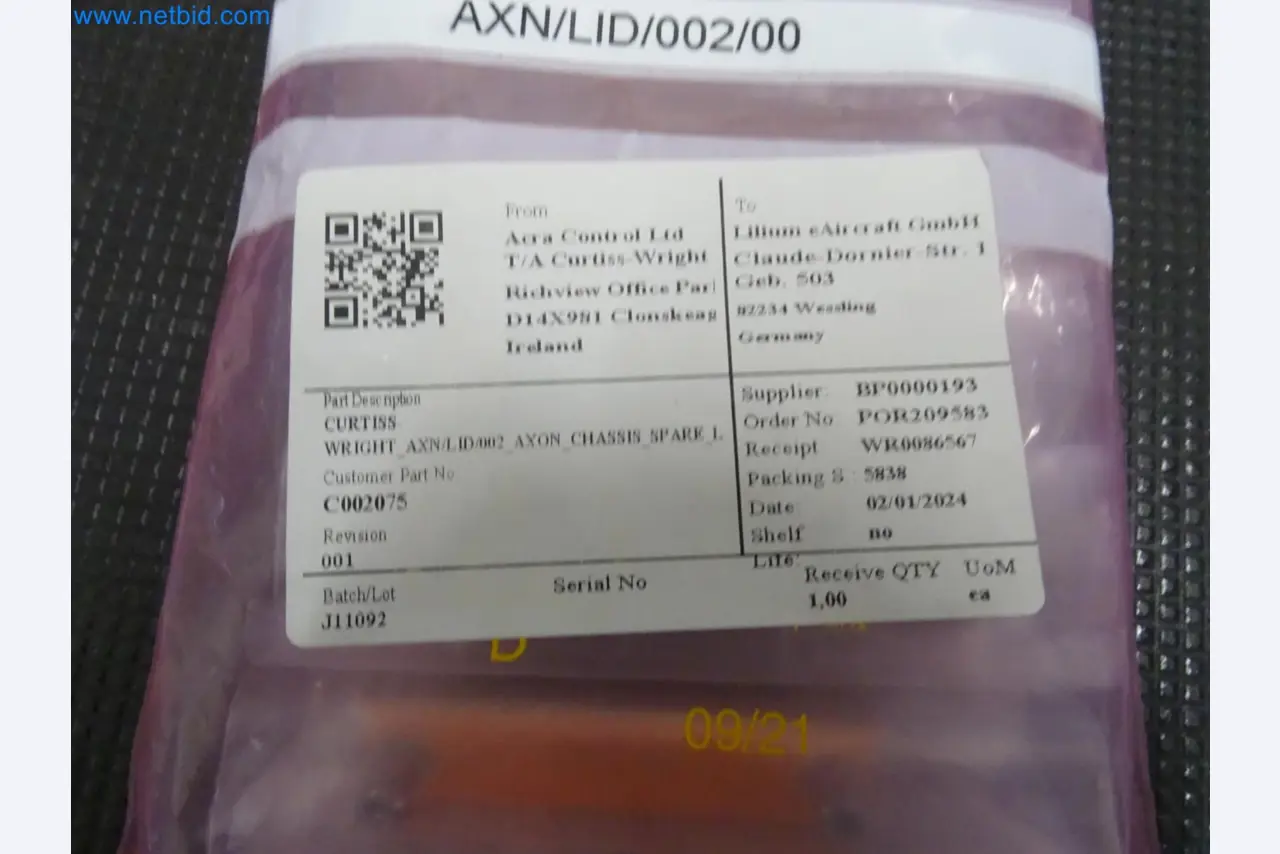 www.netbid.com
AXN/LID/002/00
From
Acra Control Ltd
T/A Curtiss-Wright
Richview Office Par
D14X981 Clonskeag
Ireland
To
Lilium eAircraft GmbH
Claude-Dornier-Str. 1
Geb. 503
82234 Wessling
Germany
Part Description
CURTISS-
WRIGHT_AXN/LID/002_AXON_CHASSIS_SPARE_L
Customer Part No
C002075
Revision
001
Supplier: BP0000193
Order No POR209583
Receipt WR0086567
Packing S 5838
Date 02/01/2024
Shelf no
Life:
Batch/Lot
J11092
Serial No
Receive QTY UoM
1,00 ea
D
09/21